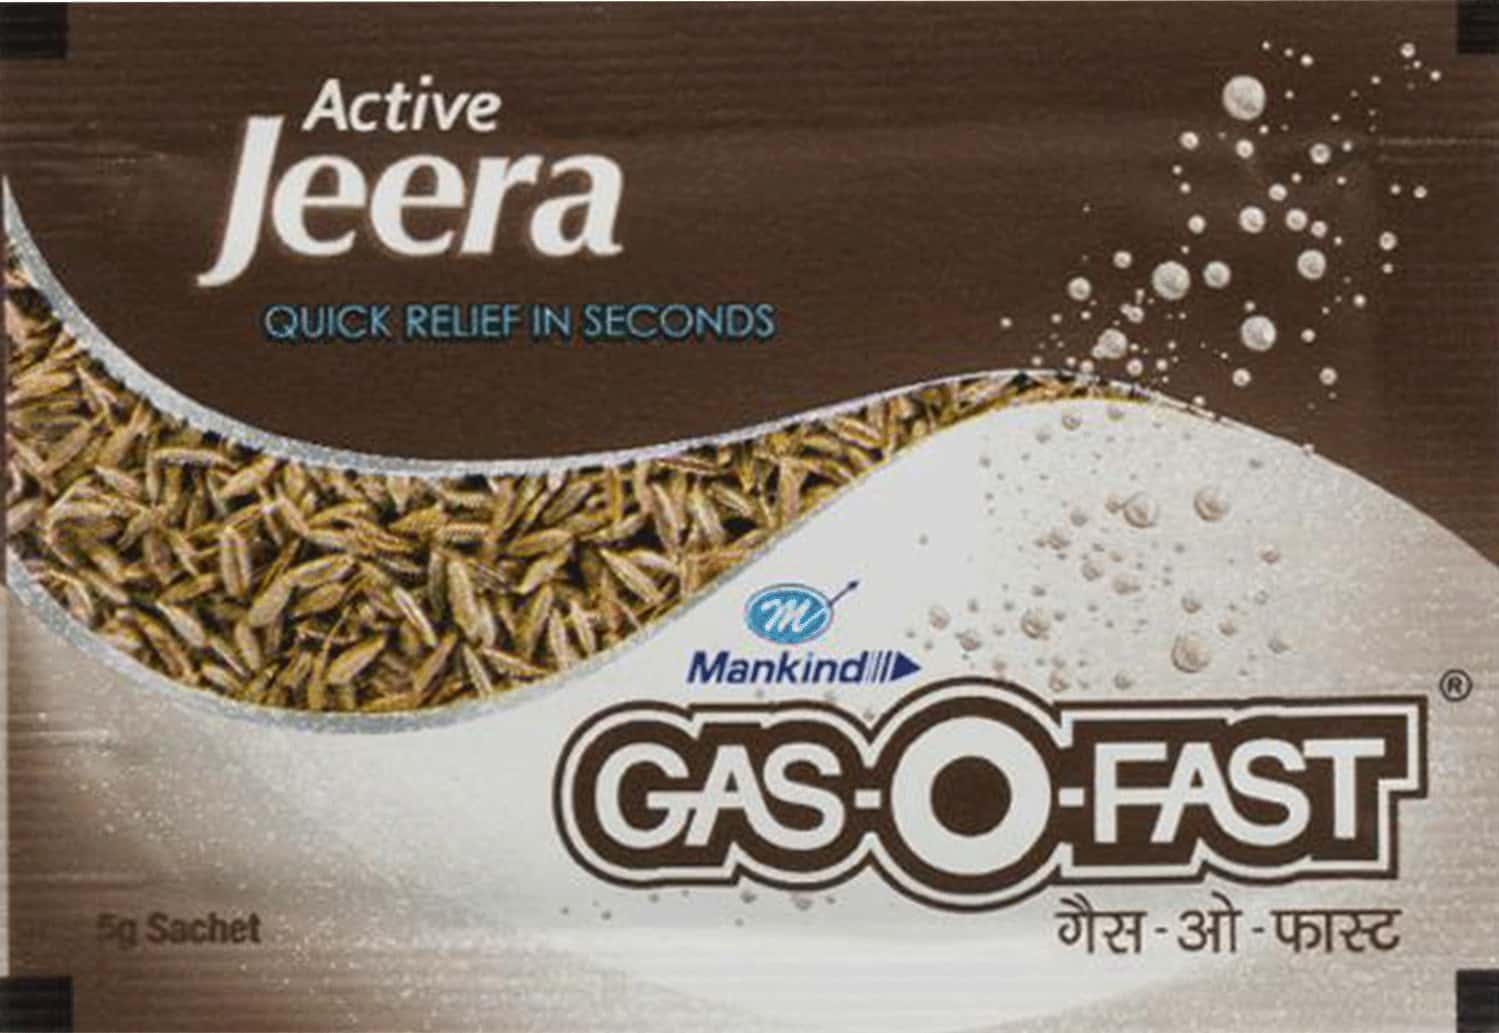 Active
Jeera
QUICK RELIEF IN SECONDS
M
Mankind
GAS-O-FAST
®
गैस-ओ-फास्ट
5g Sachet